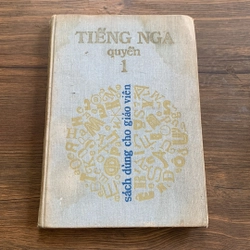 TIẾNG NGA
quyển
1
sách dùng cho giáo viên